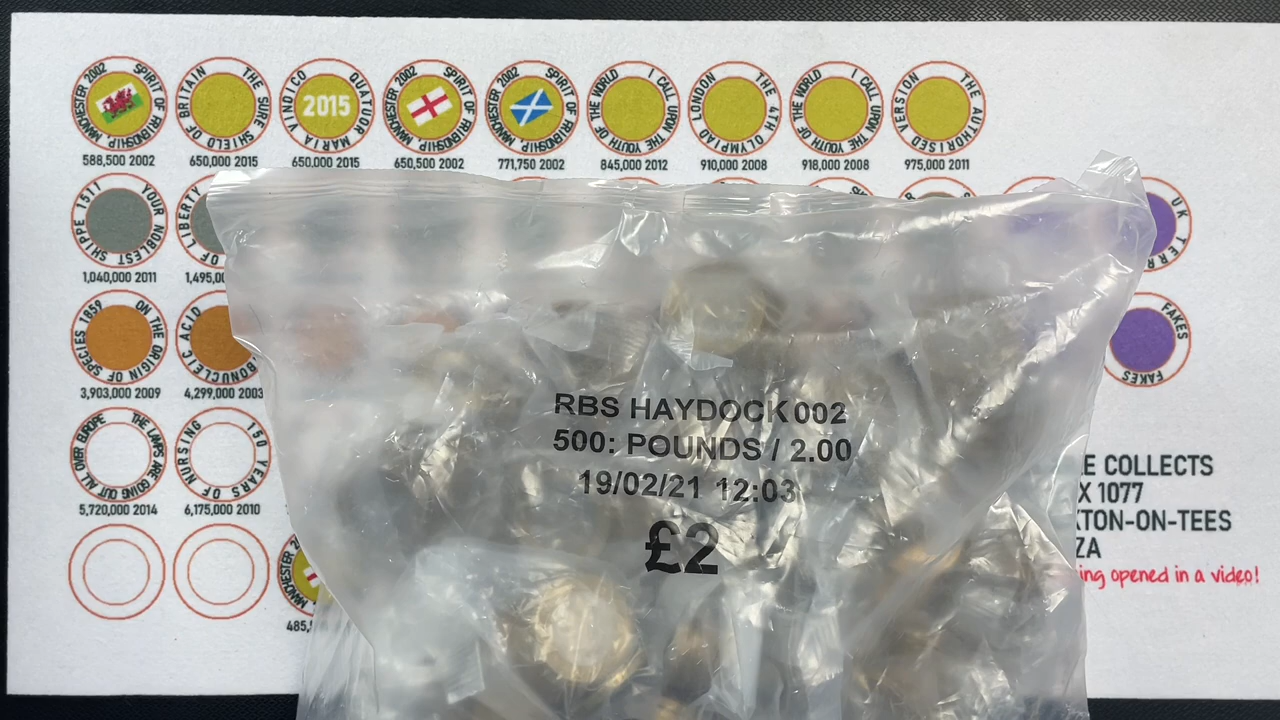 MANCHESTER 2002 SPIRIT OF FRIENDSHIP
THE SURE SHIELD OF BRITAIN
QUATUOR MARIA VINDICO
2015
MANCHESTER 2002 SPIRIT OF FRIENDSHIP
MANCHESTER 2002 SPIRIT OF FRIENDSHIP
I CALL UPON THE YOUTH OF THE WORLD
THE 4TH OLYMPIAD LONDON
I CALL UPON THE YOUTH OF THE WORLD
THE AUTHORISED VERSION
588,500 2002
650,000 2015
650,000 2015
650,500 2002
771,750 2002
845,000 2012
910,000 2008
918,000 2008
975,000 2011
YOUR NOBLEST SHIPPE 1511
LIBERTY
UK TERR
1,040,000 2011
1,495,0
ON THE ORIGIN OF SPECIES 1859
BONUCLEIC ACID
FAKES
FAKES
3,903,000 2009
4,299,000 2003
RBS HAYDOCK002
500: POUNDS / 2.00
19/02/21 12:03
£2
THE LAMPS ARE GOING OUT ALL OVER EUROPE
150 YEARS OF NURSING
E COLLECTS
X 1077
KTON-ON-TEES
ZA
ing opened in a video!
5,720,000 2014
6,175,000 2010
MANCHESTER
485,